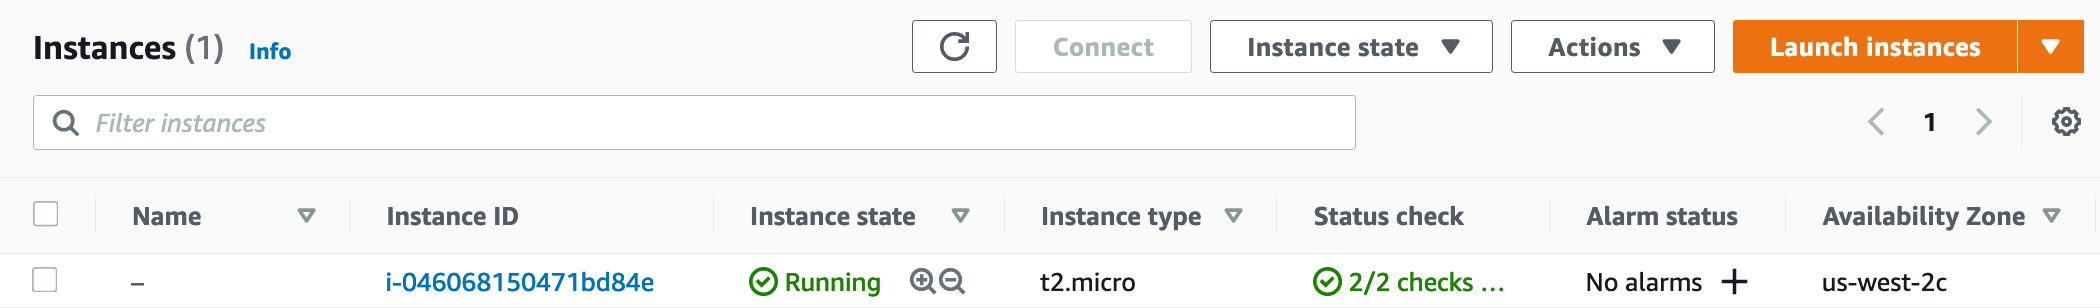 Instances (1) Info Connect Instance state Actions Launch instances
Filter instances 1
Name Instance ID Instance state Instance type Status check Alarm status Availability Zone
– i-046068150471bd84e Running t2.micro 2/2 checks ... No alarms + us-west-2c